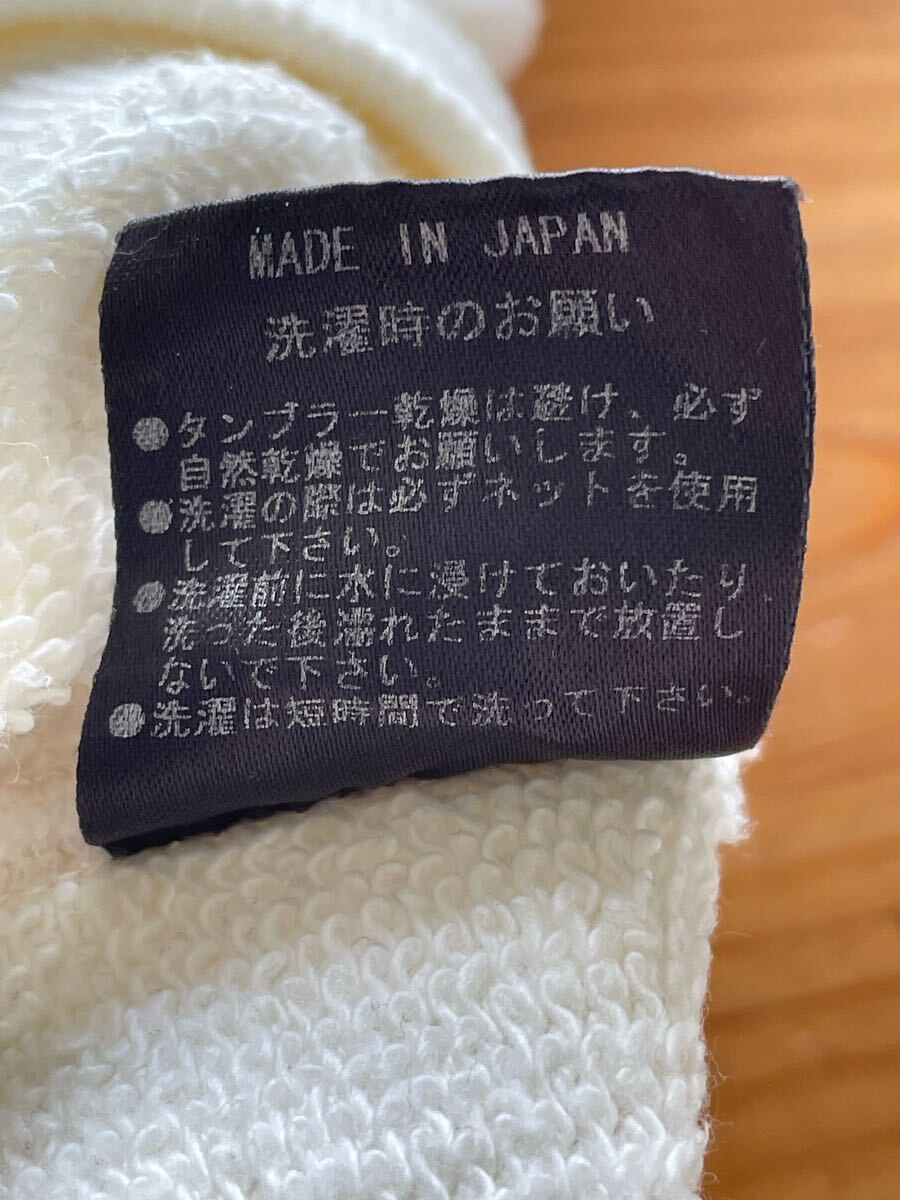 MADE IN JAPAN
洗濯時のお願い
●タンブラー乾燥は避け、必ず
自然乾燥でお願いします。
●洗濯の際は必ずネットを使用
して下さい。
●洗濯前に水に浸けておいたり
洗った後濡れたままで放置し
ないで下さい。
●洗濯は短時間で洗って下さい。